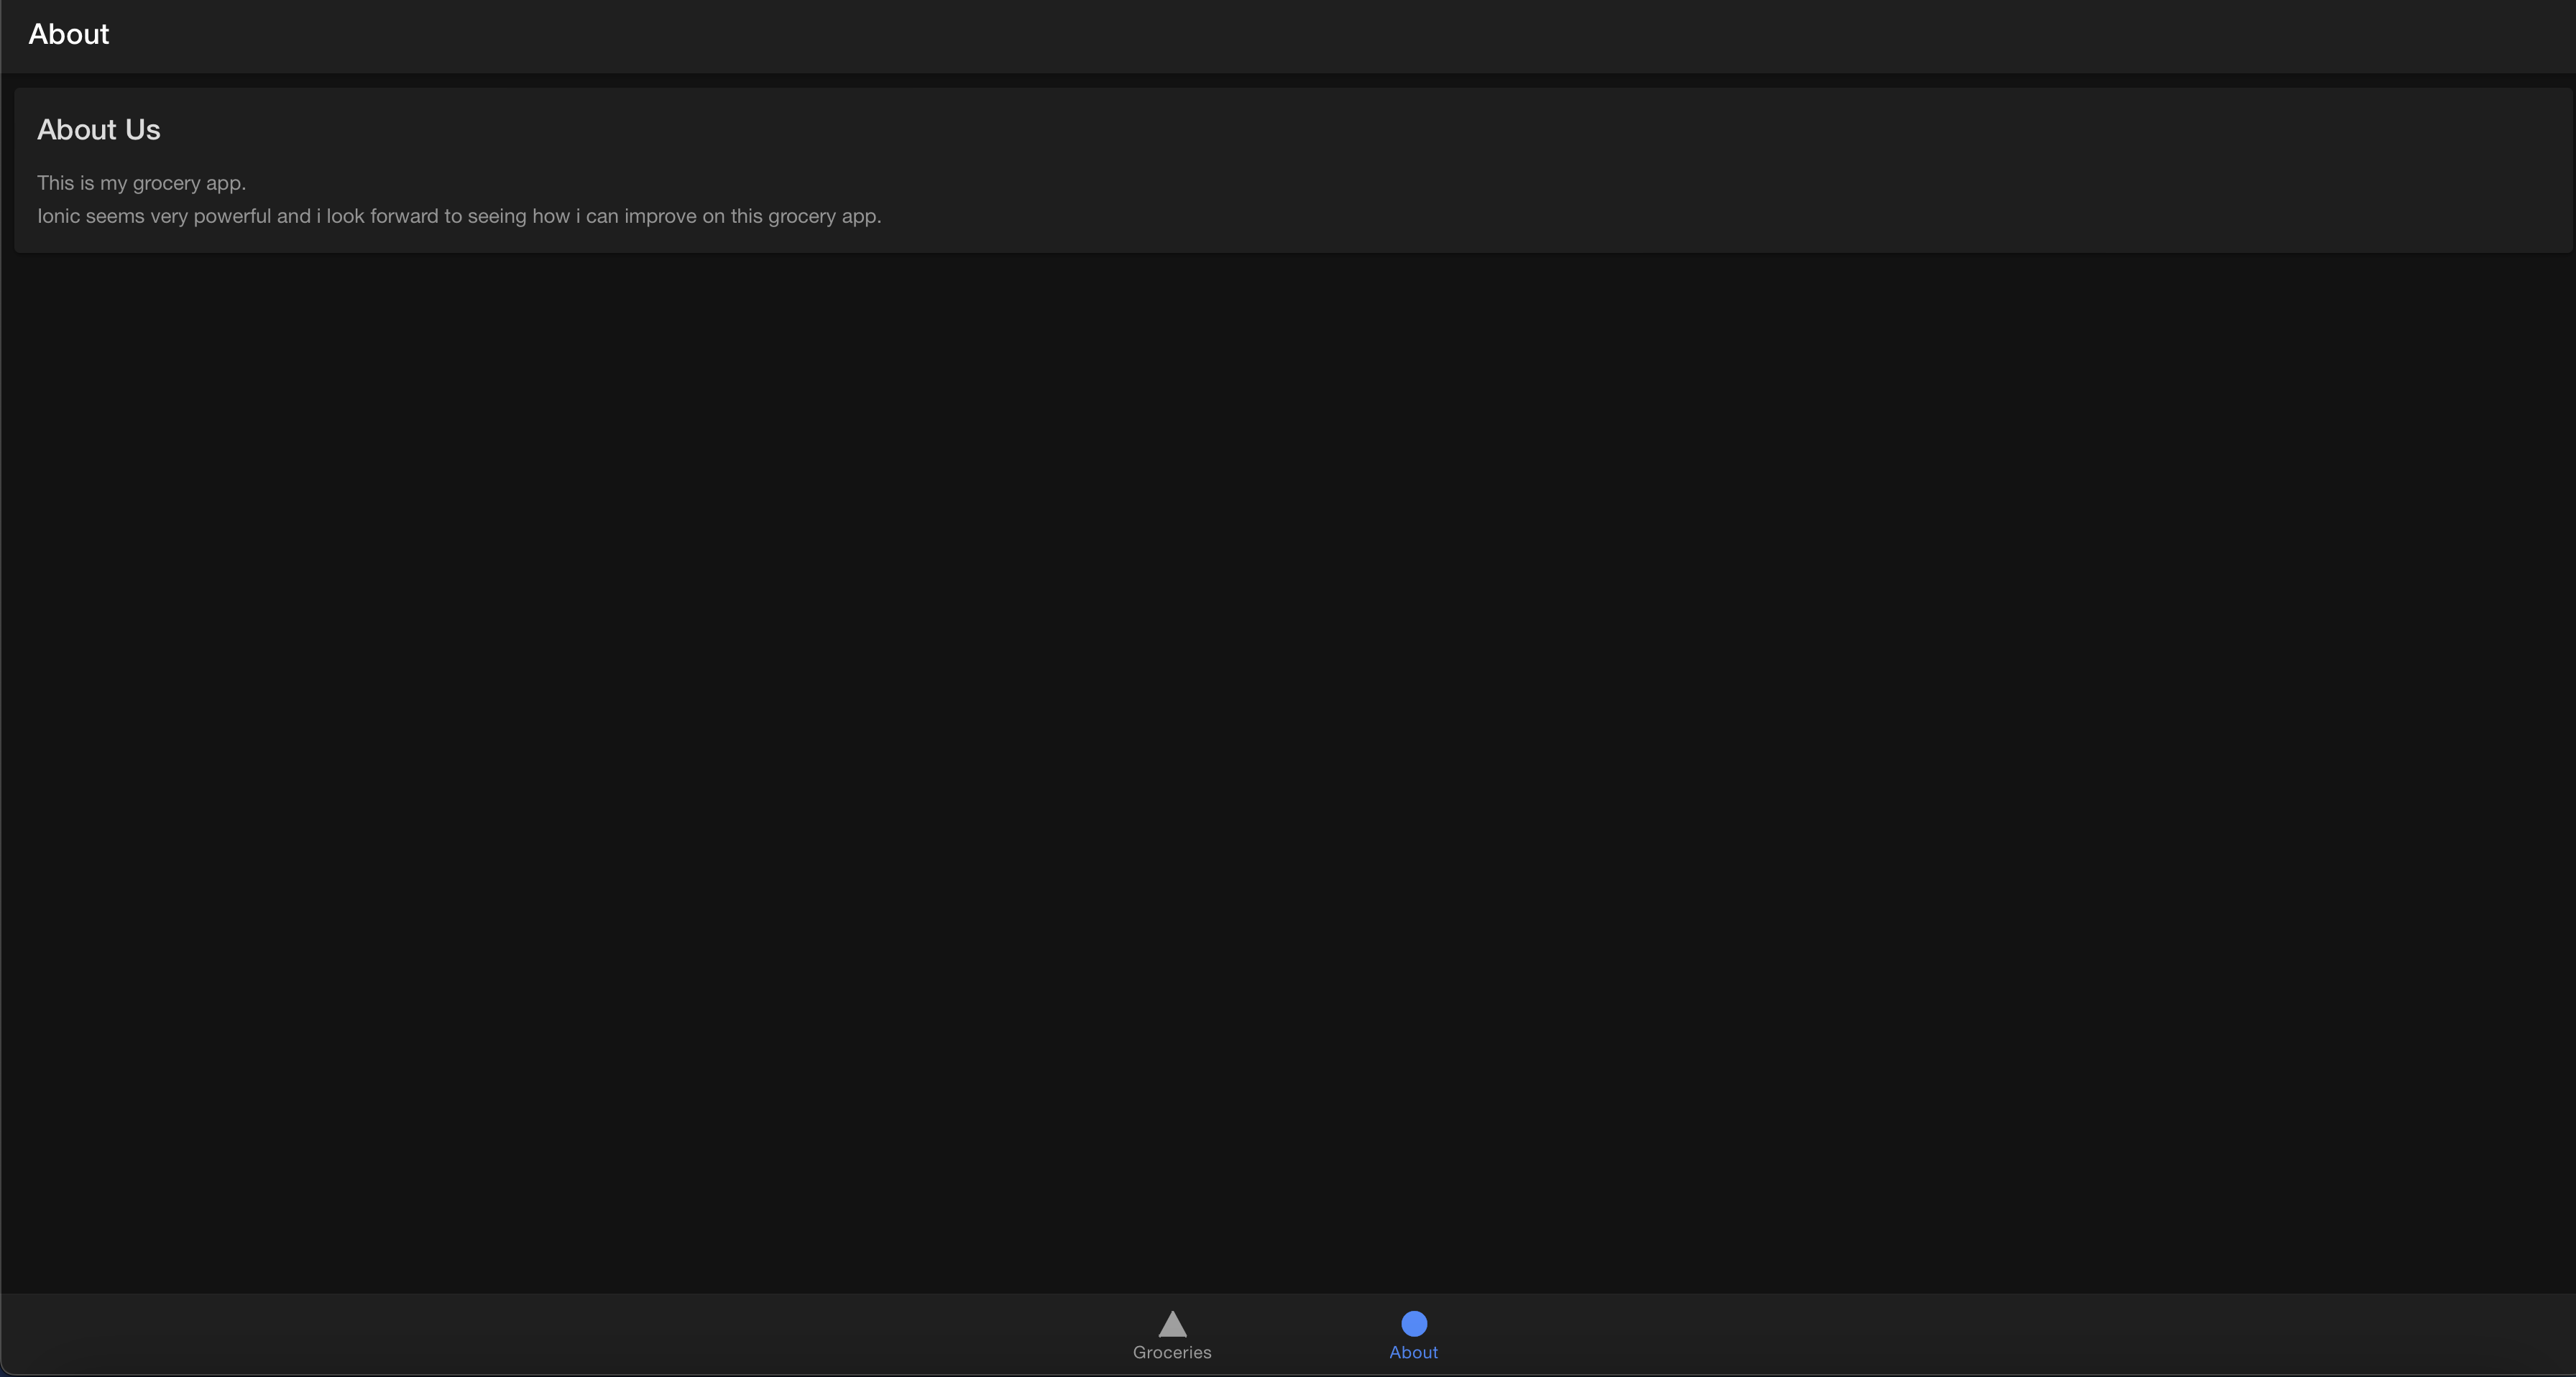 About
About Us
This is my grocery app.
Ionic seems very powerful and i look forward to seeing how i can improve on this grocery app.
Groceries
About